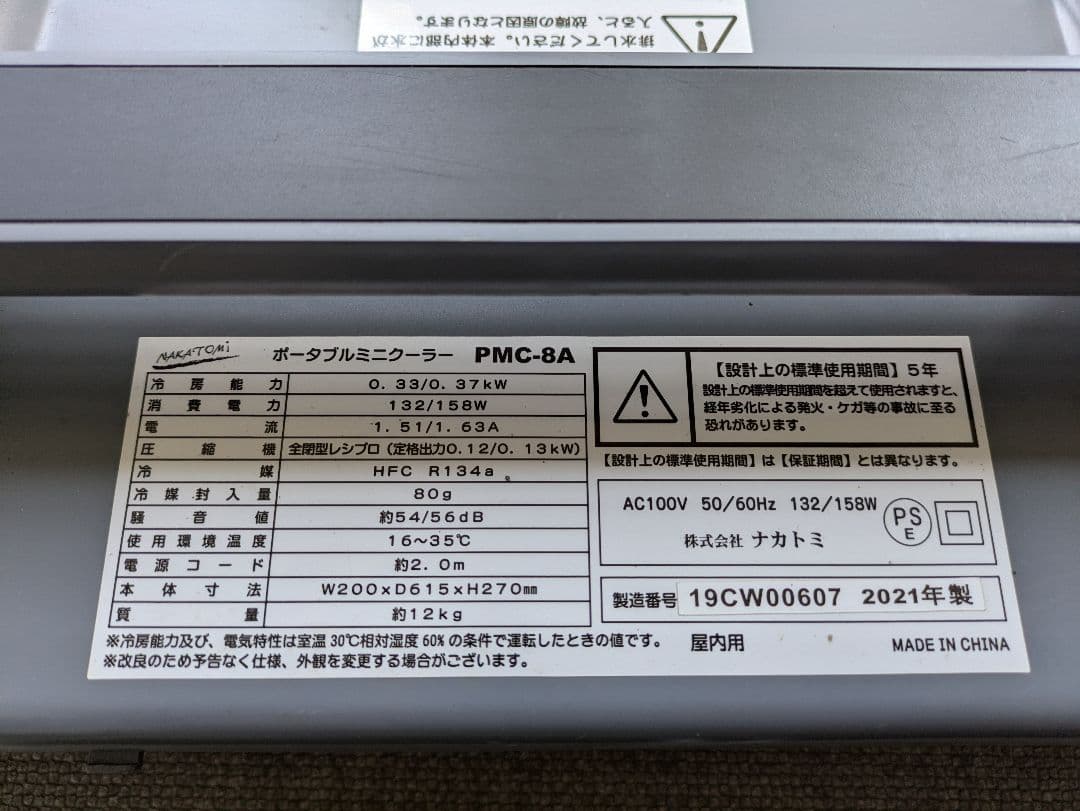 排水してください。本体内部に水が
入ると、故障の原因となります。
NAKATOMI ポータブルミニクーラー PMC-8A
冷房能力 0.33/0.37kW
消費電力 132/158W
電流 1.51/1.63A
圧縮機 全閉型レシプロ（定格出力0.12/0.13kW）
冷媒 HFC R134a
冷媒封入量 80g
騒音値 約54/56dB
使用環境温度 16～35℃
電源コード 約2.0m
本体寸法 W200×D615×H270mm
質量 約12kg
※冷房能力及び、電気特性は室温30℃相対湿度60%の条件で運転したときの値です。
※改良のため予告なく仕様、外観を変更する場合がございます。
【設計上の標準使用期間】5年
設計上の標準使用期間を超えて使用されますと、
経年劣化による発火・ケガ等の事故に至る
恐れがあります。
【設計上の標準使用期間】は【保証期間】とは異なります。
AC100V 50/60Hz 132/158W
PS
E
株式会社 ナカトミ
製造番号 19CW00607 2021年製
屋内用 MADE IN CHINA